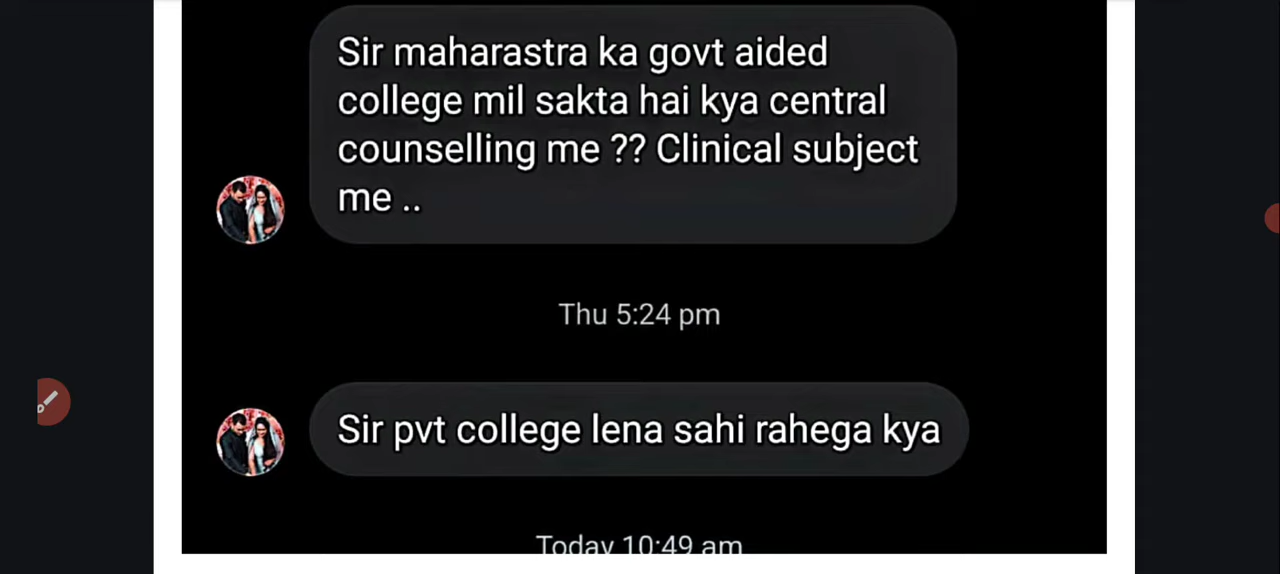 Sir maharastra ka govt aided
college mil sakta hai kya central
counselling me ?? Clinical subject
me ..
Thu 5:24 pm
Sir pvt college lena sahi rahega kya
Today 10:49 am